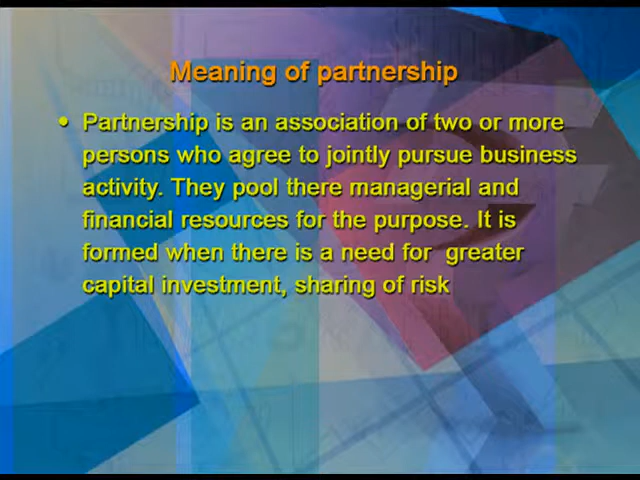 Meaning of partnership
• Partnership is an association of two or more
persons who agree to jointly pursue business
activity. They pool there managerial and
financial resources for the purpose. It is
formed when there is a need for greater
capital investment, sharing of risk